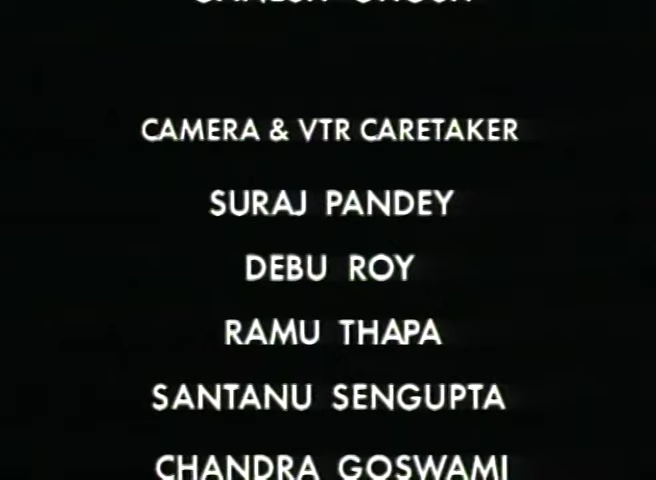 CAMERA & VTR CARETAKER
SURAJ PANDEY
DEBU ROY
RAMU THAPA
SANTANU SENGUPTA
CHANDRA GOSWAMI